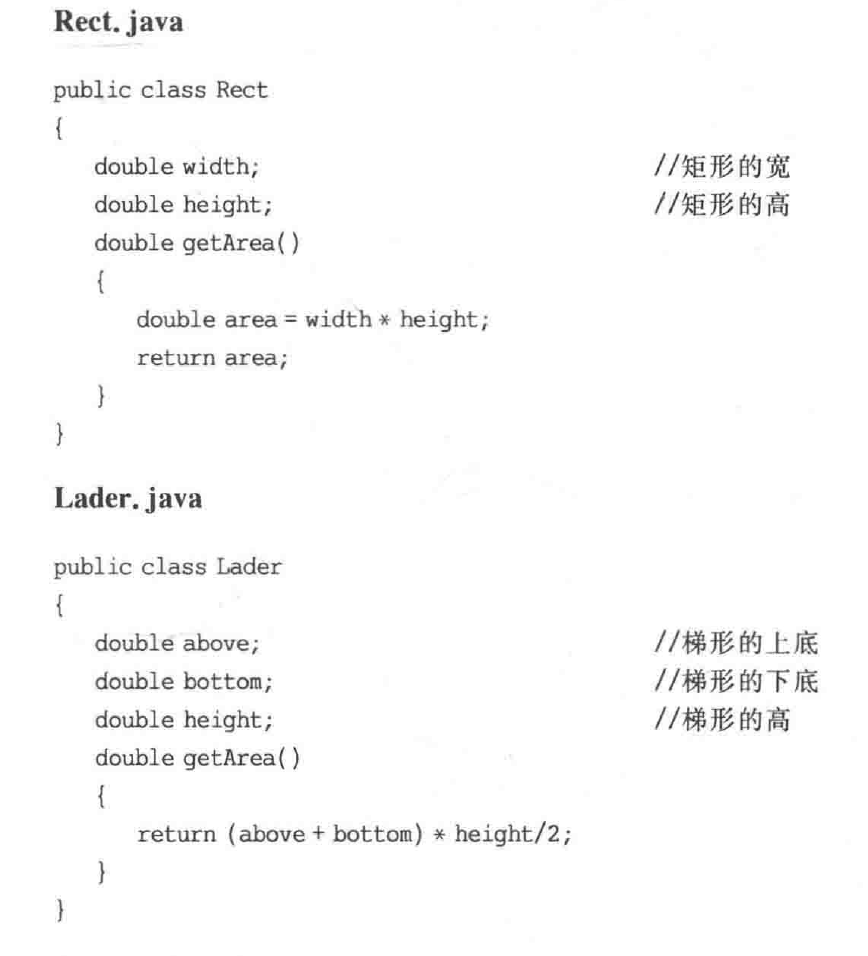 Rect.java
public class Rect
{
double width; //矩形的宽
double height; //矩形的高
double getArea()
{
double area = width * height;
return area;
}
}
Lader.java
public class Lader
{
double above; //梯形的上底
double bottom; //梯形的下底
double height; //梯形的高
double getArea()
{
return (above + bottom) * height/2;
}
}